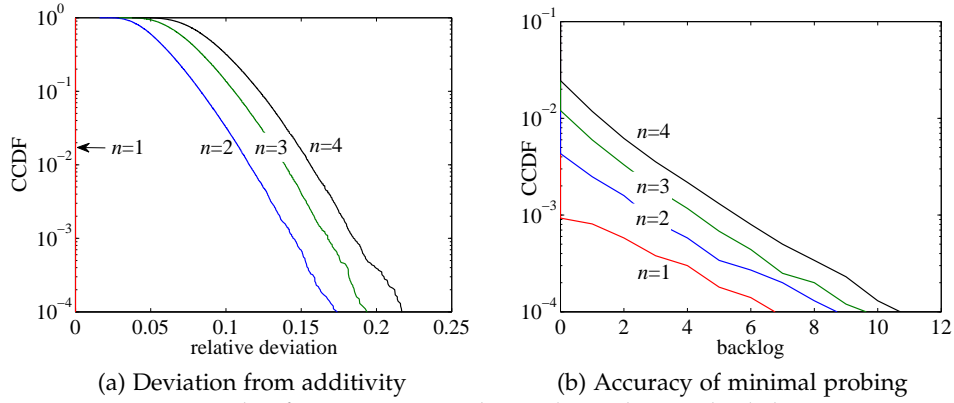 10^0
10^-1
10^-2
10^-3
10^-4
CCDF
n=1
n=2
n=3
n=4
0
0.05
0.1
0.15
0.2
0.25
relative deviation
(a) Deviation from additivity
10^-1
10^-2
10^-3
10^-4
CCDF
n=4
n=3
n=2
n=1
0
2
4
6
8
10
12
backlog
(b) Accuracy of minimal probing